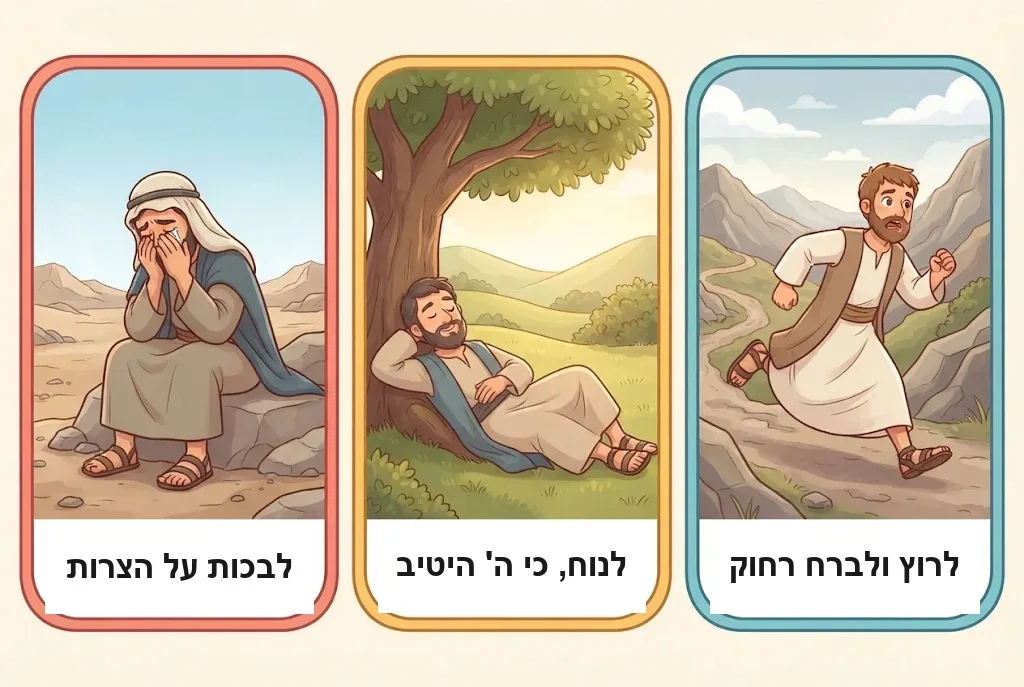 לרוץ ולברח רחוק
לנוח, כי ה' היטיב
לבכות על הצרות